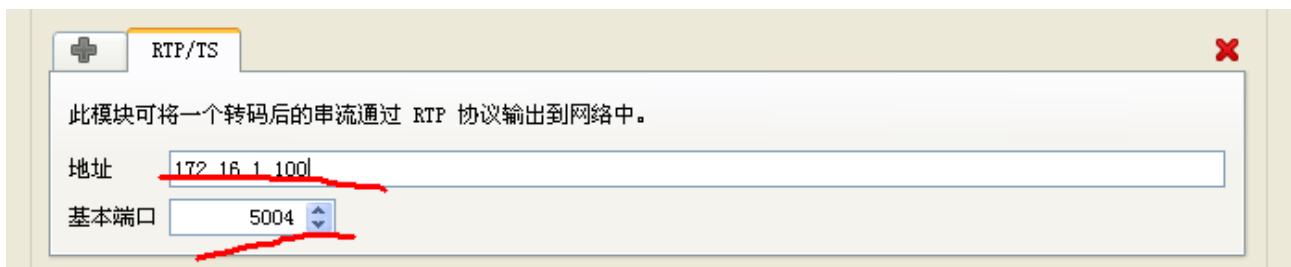 RTP/TS
此模块可将一个转码后的串流通过 RTP 协议输出到网络中。
地址 172.16.1.100
基本端口 5004